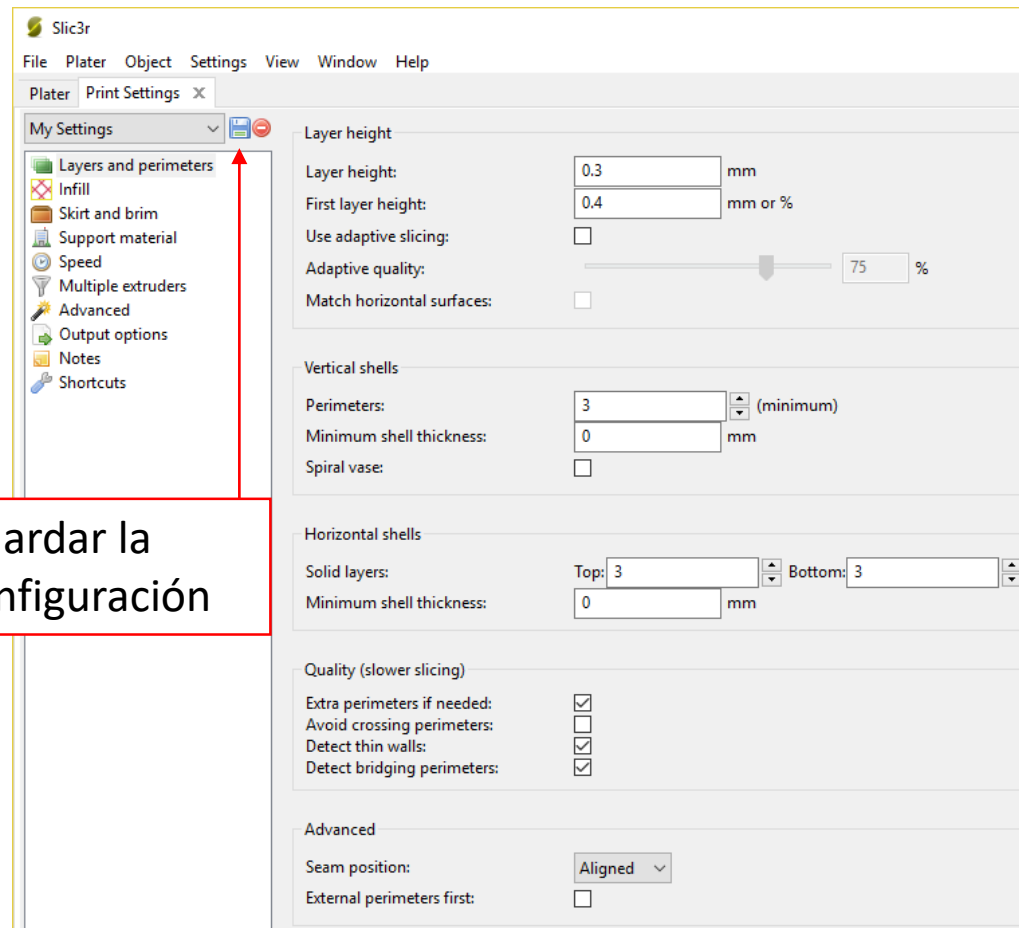 Slic3r
File Plater Object Settings View Window Help
Plater Print Settings
My Settings
Layers and perimeters
Infill
Skirt and brim
Support material
Speed
Multiple extruders
Advanced
Output options
Notes
Shortcuts
ardar la
nfiguración
Layer height
Layer height: 0.3 mm
First layer height: 0.4 mm or %
Use adaptive slicing:
Adaptive quality: 75 %
Match horizontal surfaces:
Vertical shells
Perimeters: 3 (minimum)
Minimum shell thickness: 0 mm
Spiral vase:
Horizontal shells
Solid layers: Top: 3 Bottom: 3
Minimum shell thickness: 0 mm
Quality (slower slicing)
Extra perimeters if needed:
Avoid crossing perimeters:
Detect thin walls:
Detect bridging perimeters:
Advanced
Seam position: Aligned
External perimeters first: